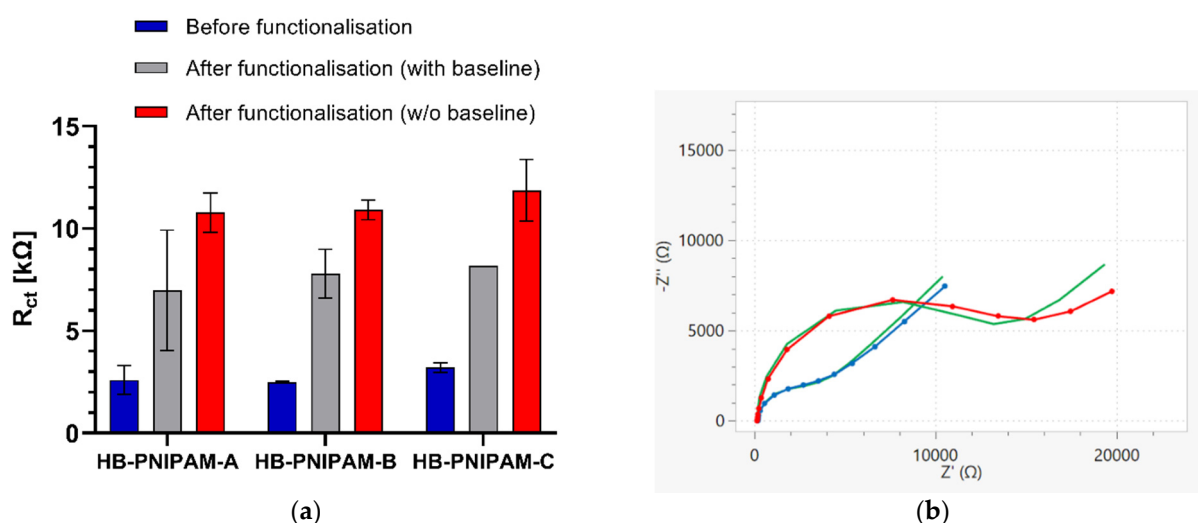 Before functionalisation
After functionalisation (with baseline)
After functionalisation (w/o baseline)
15
10
5
0
Rct [kΩ]
HB-PNIPAM-A
HB-PNIPAM-B
HB-PNIPAM-C
(a)
15000
10000
5000
0
-Z'' (Ω)
0
10000
20000
Z' (Ω)
(b)